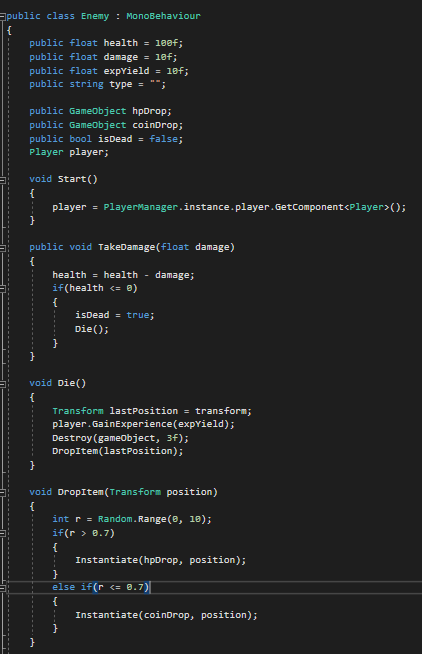 public class Enemy : MonoBehaviour
{
public float health = 100f;
public float damage = 10f;
public float expYield = 10f;
public string type = "";
public GameObject hpDrop;
public GameObject coinDrop;
public bool isDead = false;
Player player;
void Start()
{
player = PlayerManager.instance.player.GetComponent<Player>();
}
public void TakeDamage(float damage)
{
health = health - damage;
if(health <= 0)
{
isDead = true;
Die();
}
}
void Die()
{
Transform lastPosition = transform;
player.GainExperience(expYield);
Destroy(gameObject, 3f);
DropItem(lastPosition);
}
void DropItem(Transform position)
{
int r = Random.Range(0, 10);
if(r > 0.7)
{
Instantiate(hpDrop, position);
}
else if(r <= 0.7)
{
Instantiate(coinDrop, position);
}
}